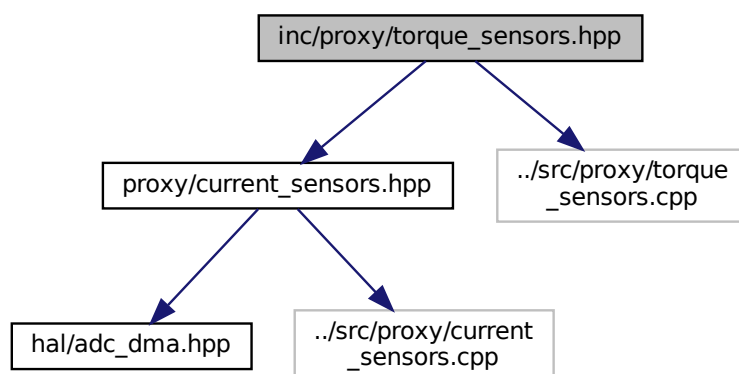 inc/proxy/torque_sensors.hpp
proxy/current_sensors.hpp
../src/proxy/torque
_sensors.cpp
hal/adc_dma.hpp
../src/proxy/current
_sensors.cpp